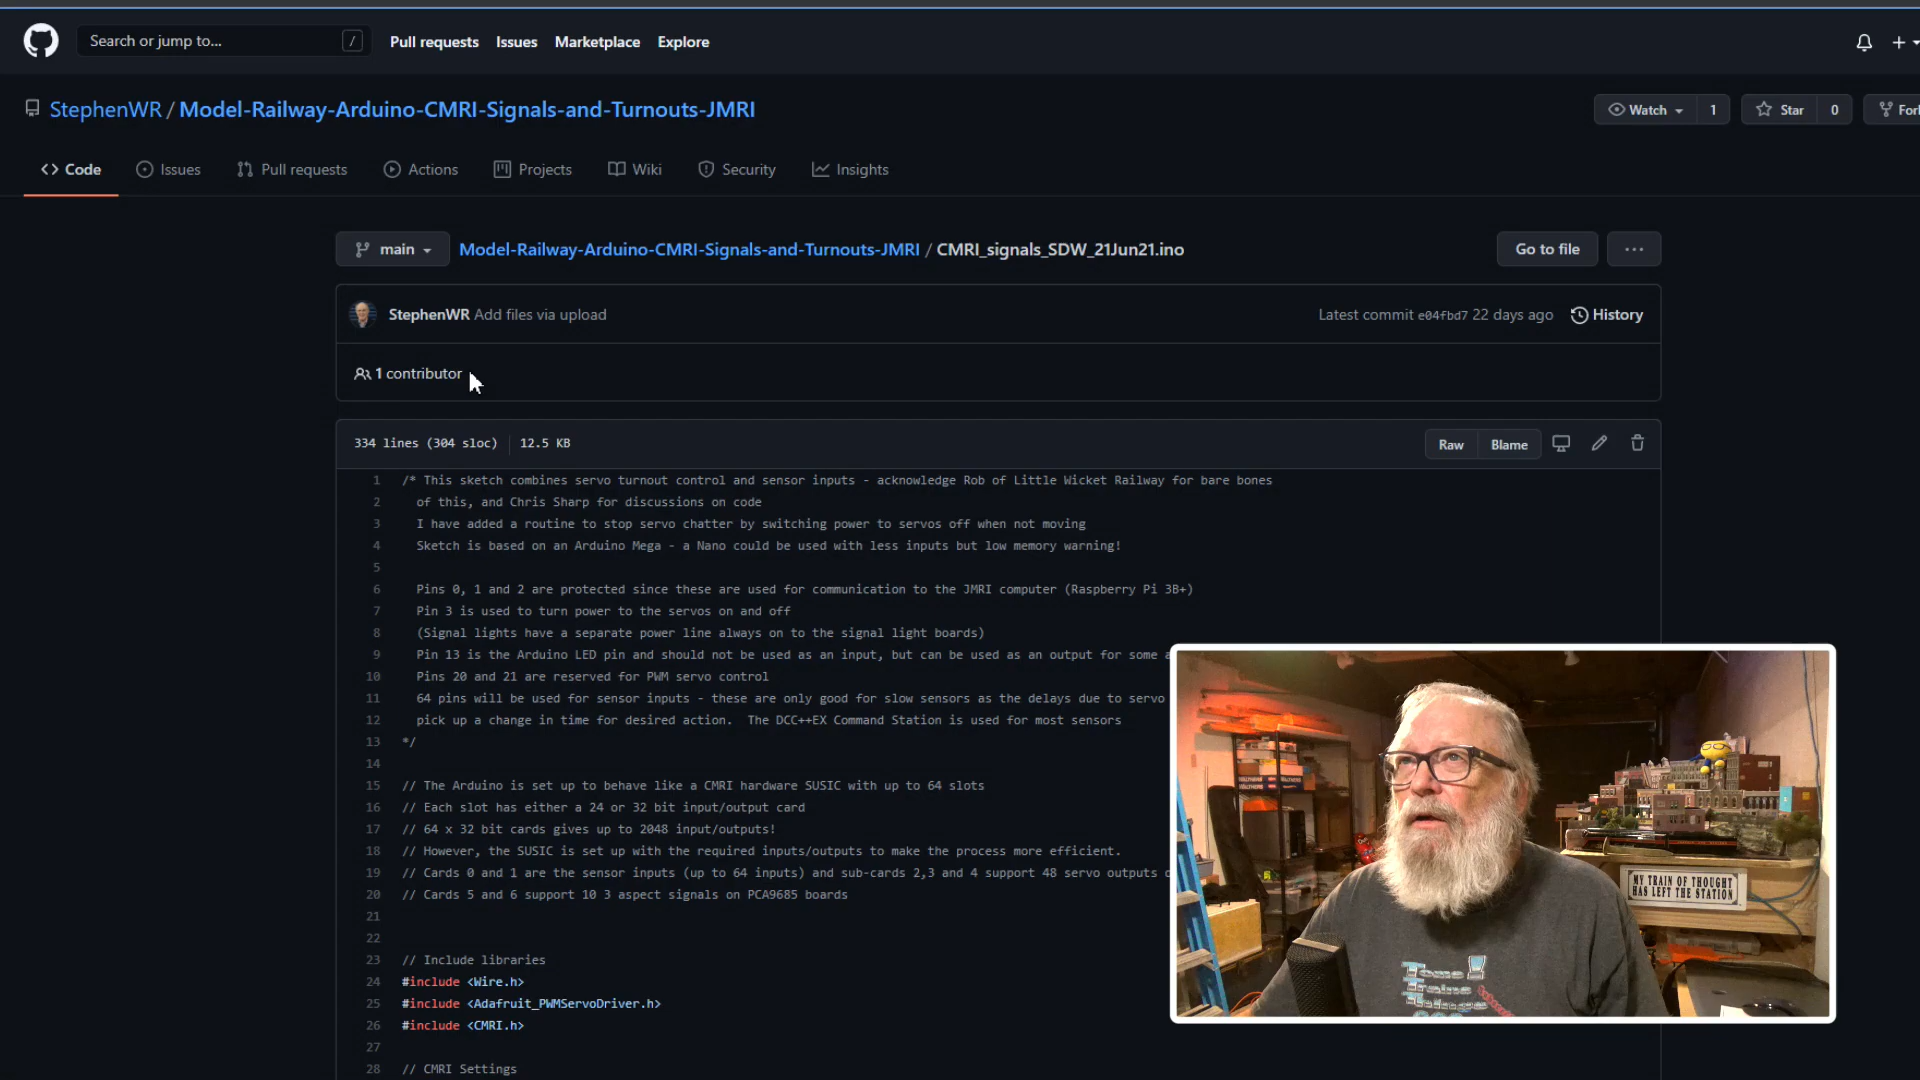 Search or jump to... /
Pull requests Issues Marketplace Explore
StephenWR / Model-Railway-Arduino-CMRI-Signals-and-Turnouts-JMRI
Watch 1 Star 0
Code Issues Pull requests Actions Projects Wiki Security Insights
main Model-Railway-Arduino-CMRI-Signals-and-Turnouts-JMRI / CMRI_signals_SDW_21Jun21.ino Go to file ...
StephenWR Add files via upload Latest commit e04fbd7 22 days ago History
1 contributor
334 lines (304 sloc) 12.5 KB Raw Blame
1 /* This sketch combines servo turnout control and sensor inputs - acknowledge Rob of Little Wicket Railway for bare bones
2 of this, and Chris Sharp for discussions on code
3 I have added a routine to stop servo chatter by switching power to servos off when not moving
4 Sketch is based on an Arduino Mega - a Nano could be used with less inputs but low memory warning!
5
6 Pins 0, 1 and 2 are protected since these are used for communication to the JMRI computer (Raspberry Pi 3B+)
7 Pin 3 is used to turn power to the servos on and off
8 (Signal lights have a separate power line always on to the signal light boards)
9 Pin 13 is the Arduino LED pin and should not be used as an input, but can be used as an output for some
10 Pins 20 and 21 are reserved for PWM servo control
11 64 pins will be used for sensor inputs - these are only good for slow sensors as the delays due to servo
12 pick up a change in time for desired action. The DCC++EX Command Station is used for most sensors
13 */
14
15 // The Arduino is set up to behave like a CMRI hardware SUSIC with up to 64 slots
16 // Each slot has either a 24 or 32 bit input/output card
17 // 64 x 32 bit cards gives up to 2048 input/outputs!
18 // However, the SUSIC is set up with the required inputs/outputs to make the process more efficient.
19 // Cards 0 and 1 are the sensor inputs (up to 64 inputs) and sub-cards 2,3 and 4 support 48 servo outputs
20 // Cards 5 and 6 support 10 3 aspect signals on PCA9685 boards
21
22
23 // Include libraries
24 #include <Wire.h>
25 #include <Adafruit_PWMServoDriver.h>
26 #include <CMRI.h>
27
28 // CMRI Settings
MY TRAIN OF THOUGHT
HAS LEFT THE STATION